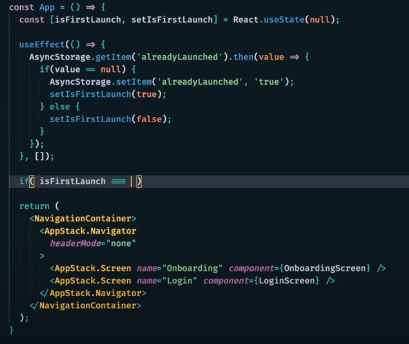 const App = () => {
  const [isFirstLaunch, setIsFirstLaunch] = React.useState(null);

  useEffect(() => {
    AsyncStorage.getItem('alreadyLaunched').then(value => {
      if(value == null) {
        AsyncStorage.setItem('alreadyLaunched', 'true');
        setIsFirstLaunch(true);
      } else {
        setIsFirstLaunch(false);
      }
    });
  }, []);

  if( isFirstLaunch === )

  return (
    <NavigationContainer>
      <AppStack.Navigator
        headerMode="none"
      >
        <AppStack.Screen name="Onboarding" component={OnboardingScreen} />
        <AppStack.Screen name="Login" component={LoginScreen} />
      </AppStack.Navigator>
    </NavigationContainer>
  );
}